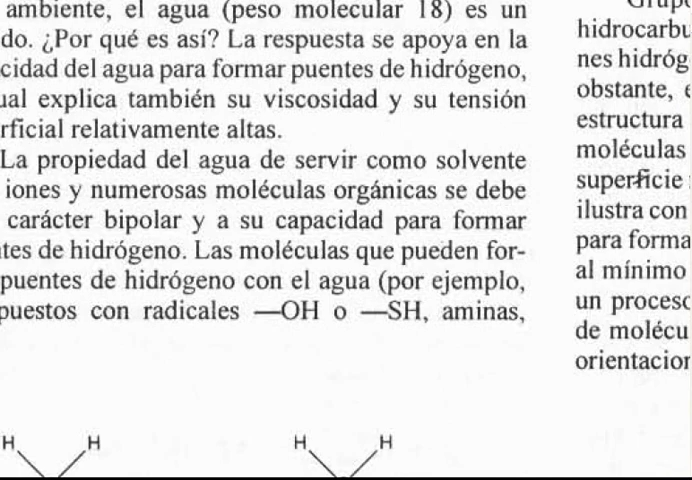 ambiente, el agua (peso molecular 18) es un
do. ¿Por qué es así? La respuesta se apoya en la
cidad del agua para formar puentes de hidrógeno,
ual explica también su viscosidad y su tensión
rficial relativamente altas.
La propiedad del agua de servir como solvente
iones y numerosas moléculas orgánicas se debe
carácter bipolar y a su capacidad para formar
ntes de hidrógeno. Las moléculas que pueden for-
puentes de hidrógeno con el agua (por ejemplo,
puestos con radicales —OH o —SH, aminas,
H H H H
Grupo
hidrocarbu
nes hidróg
obstante, e
estructura
moléculas
superficie
ilustra con
para forma
al mínimo
un proceso
de molécu
orientacion